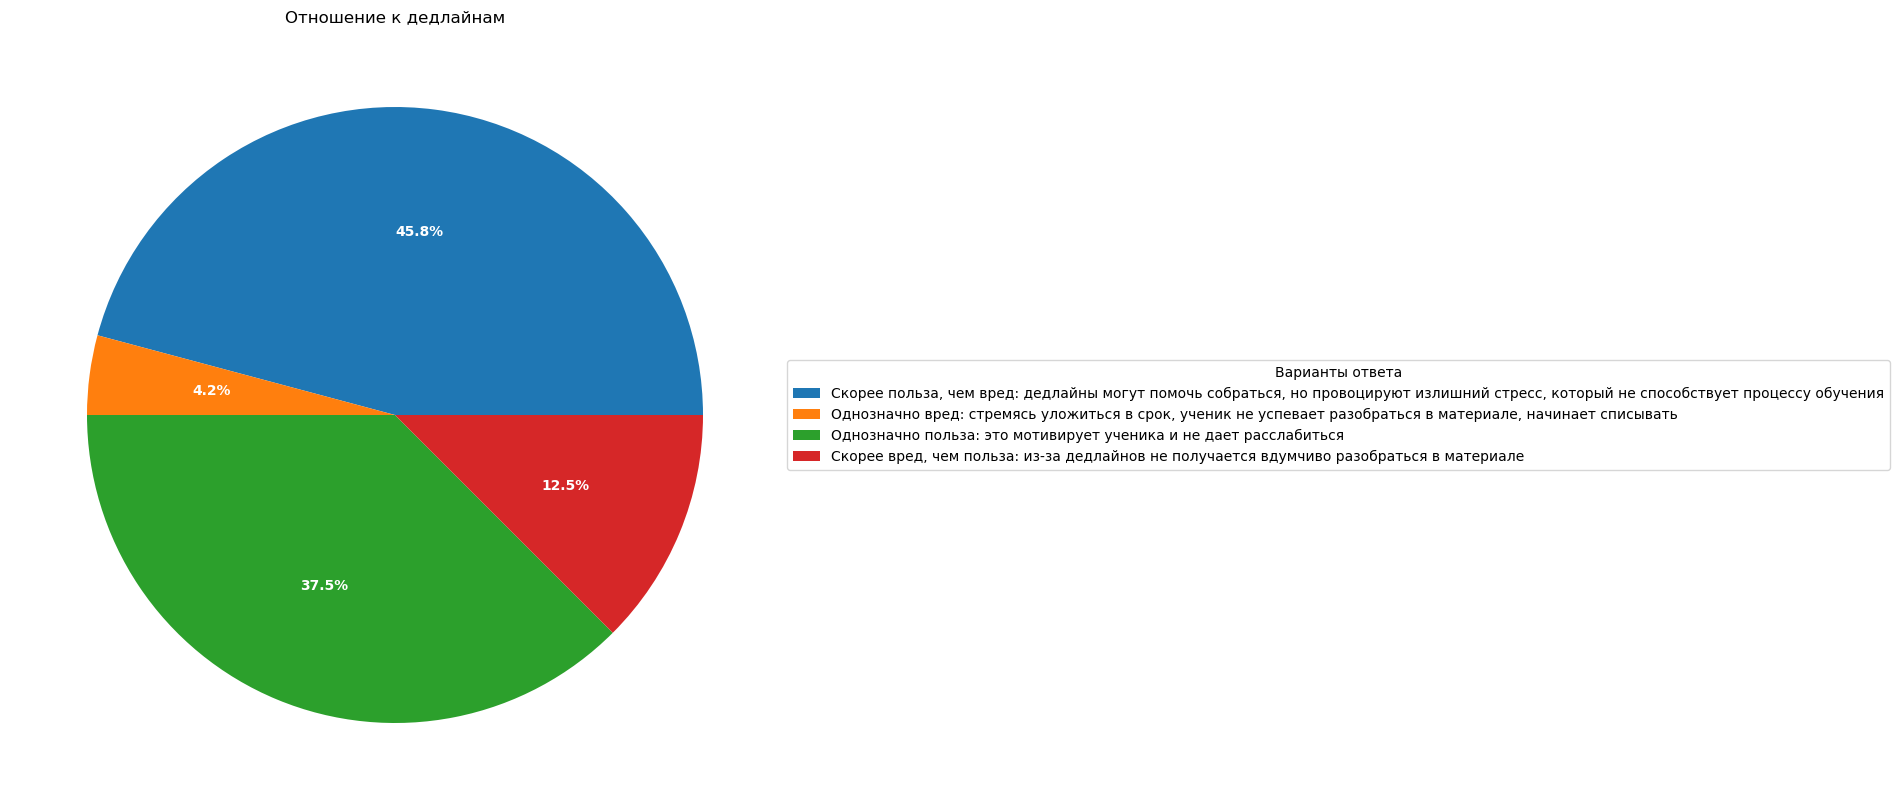 Отношение к дедлайнам
45.8%
4.2%
37.5%
12.5%
Варианты ответа
Скорее польза, чем вред: дедлайны могут помочь собраться, но провоцируют излишний стресс, который не способствует процессу обучения
Однозначно вред: стремясь уложиться в срок, ученик не успевает разобраться в материале, начинает списывать
Однозначно польза: это мотивирует ученика и не дает расслабиться
Скорее вред, чем польза: из-за дедлайнов не получается вдумчиво разобраться в материале